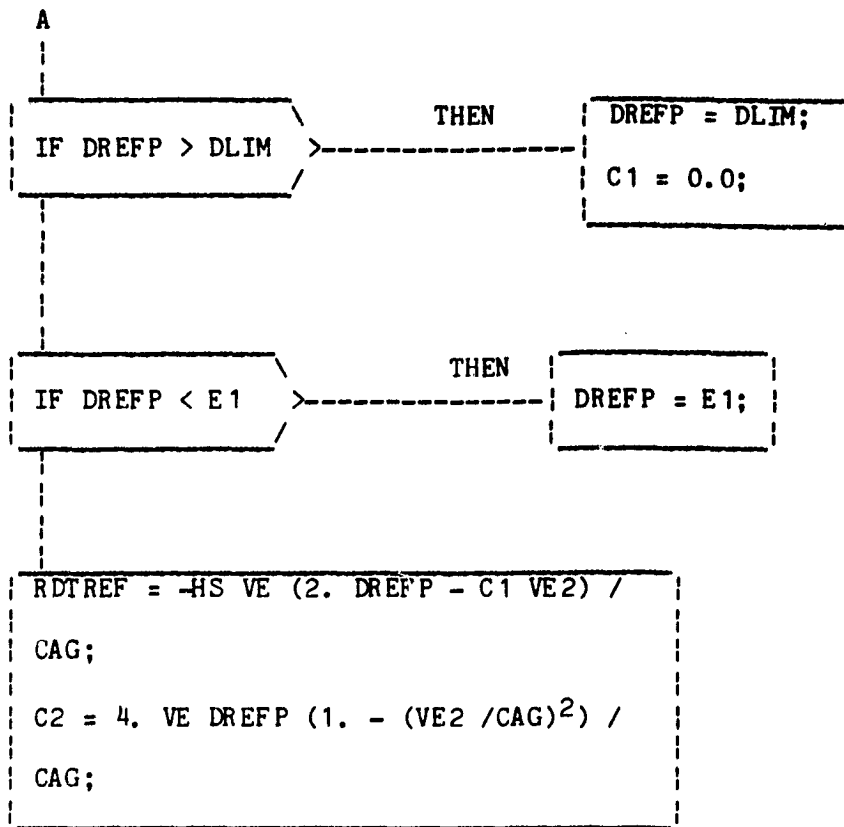 A
IF DREFP > DLIM
THEN
DREFP = DLIM;
C1 = 0.0;
IF DREFP < E1
THEN
DREFP = E1;
RDTREF = -HS VE (2. DREFP - C1 VE2) /
CAG;
C2 = 4. VE DREFP (1. - (VE2 /CAG)²) /
CAG;